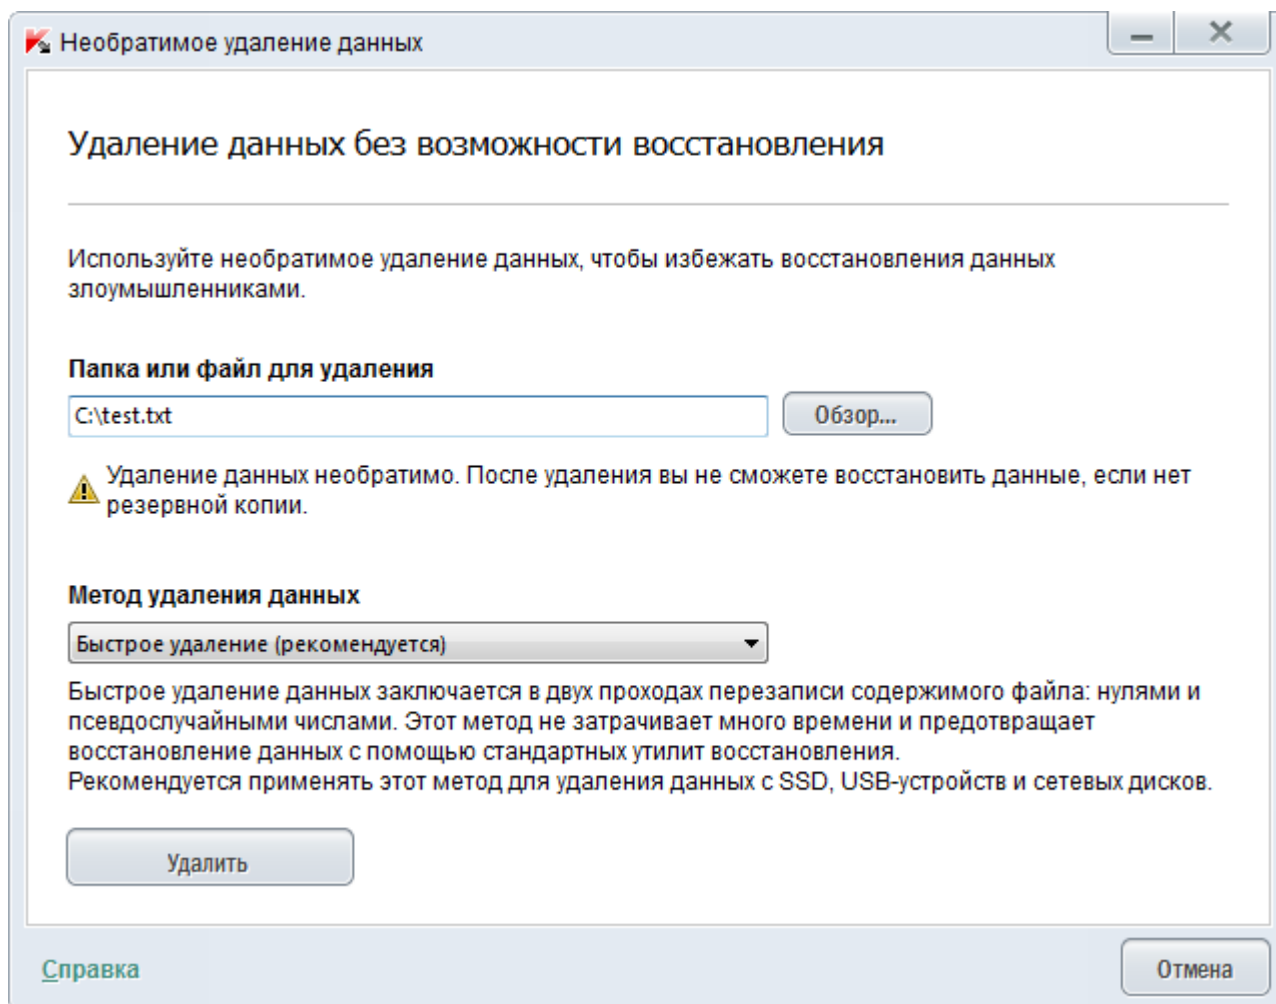 Необратимое удаление данных
Удаление данных без возможности восстановления
Используйте необратимое удаление данных, чтобы избежать восстановления данных
злоумышленниками.
Папка или файл для удаления
C:\test.txt
Обзор...
Удаление данных необратимо. После удаления вы не сможете восстановить данные, если нет
резервной копии.
Метод удаления данных
Быстрое удаление (рекомендуется)
Быстрое удаление данных заключается в двух проходах перезаписи содержимого файла: нулями и
псевдослучайными числами. Этот метод не затрачивает много времени и предотвращает
восстановление данных с помощью стандартных утилит восстановления.
Рекомендуется применять этот метод для удаления данных с SSD, USB-устройств и сетевых дисков.
Удалить
Справка
Отмена